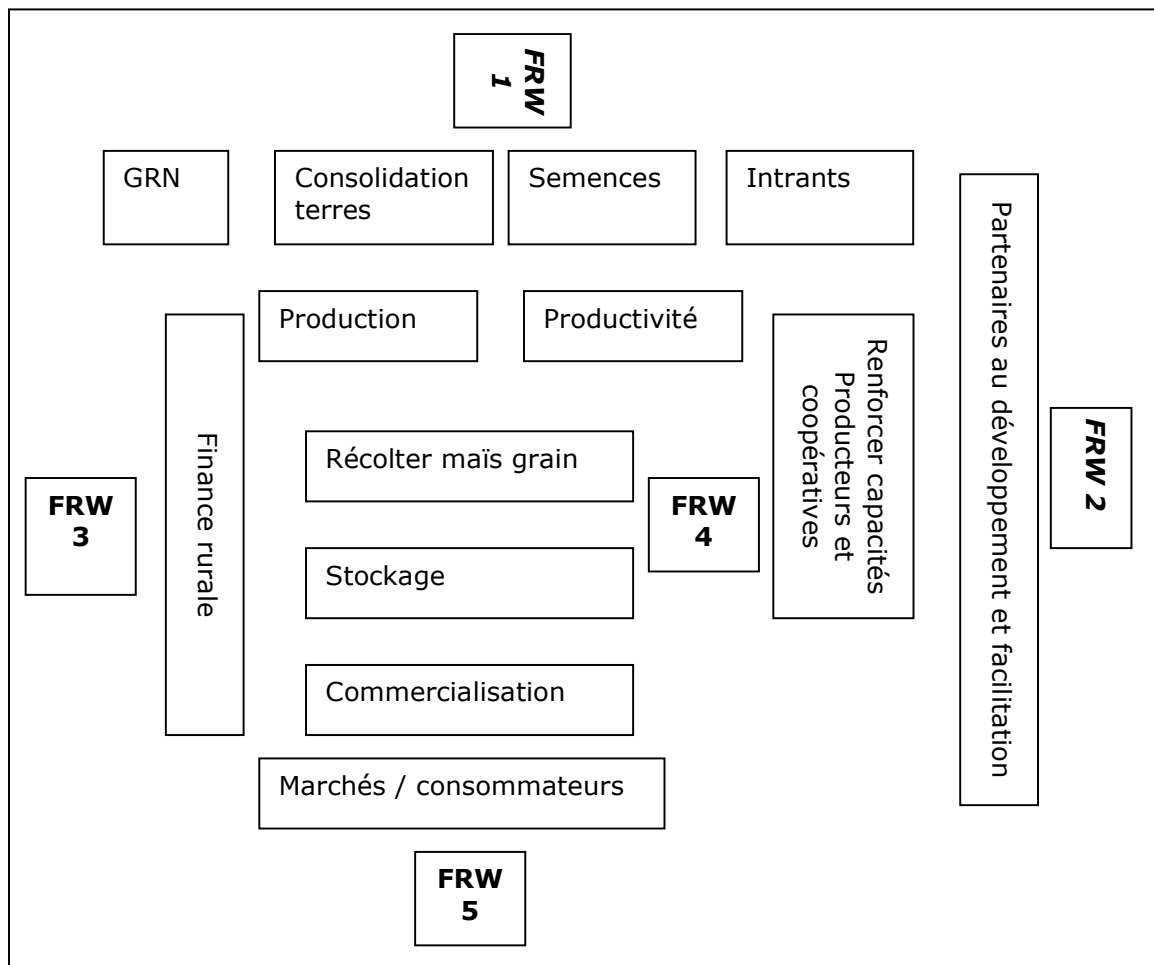 FRW
1
GRN
Consolidation
terres
Semences
Intrants
Partenaires au développement et facilitation
Production
Productivité
Finance rurale
Renforcer capacités
Producteurs et
coopératives
FRW 2
Récolter maïs grain
FRW
3
FRW
4
Stockage
Commercialisation
Marchés / consommateurs
FRW
5